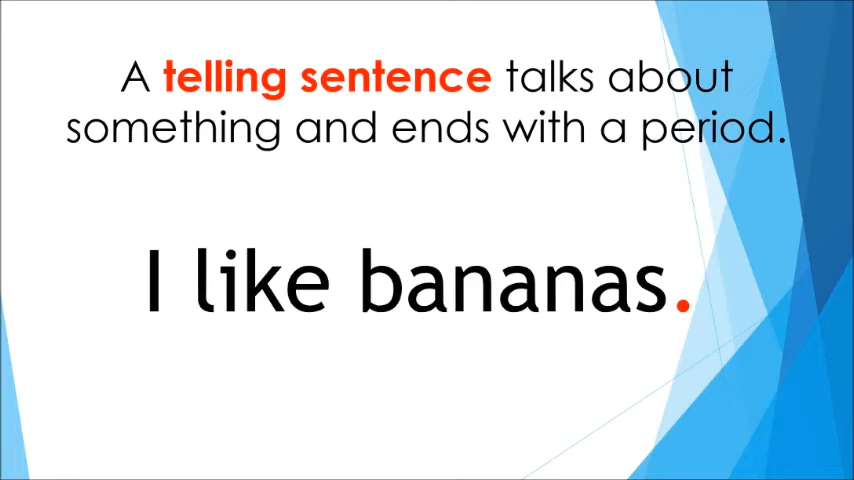 A telling sentence talks about
something and ends with a period.
I like bananas.